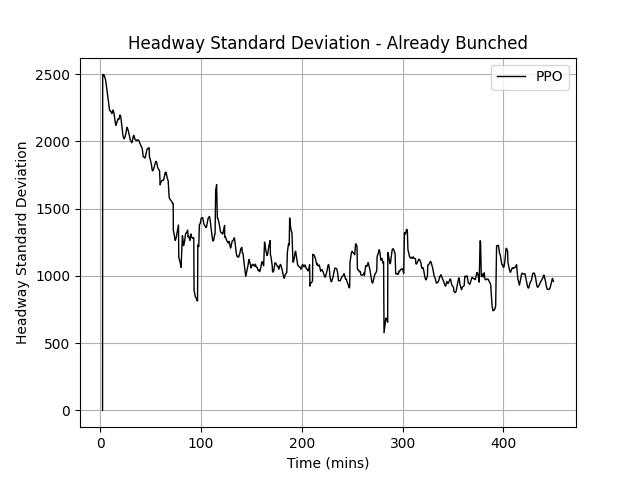 Headway Standard Deviation - Already Bunched
PPO
2500
2000
1500
1000
500
0
Headway Standard Deviation
0 100 200 300 400
Time (mins)